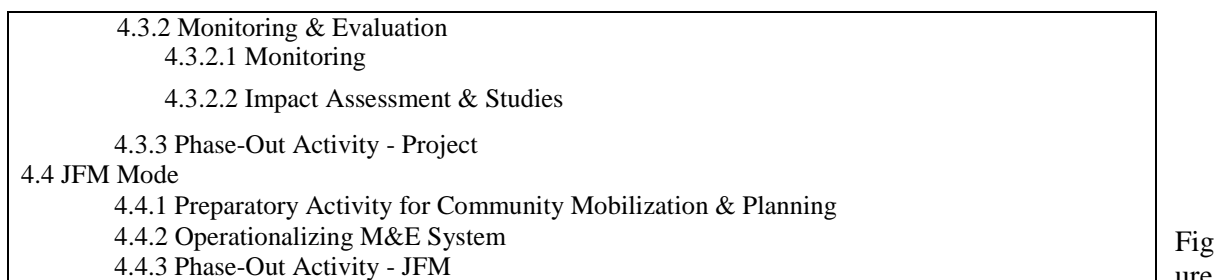 4.3.2 Monitoring & Evaluation
4.3.2.1 Monitoring
4.3.2.2 Impact Assessment & Studies
4.3.3 Phase-Out Activity - Project
4.4 JFM Mode
4.4.1 Preparatory Activity for Community Mobilization & Planning
4.4.2 Operationalizing M&E System
4.4.3 Phase-Out Activity - JFM
Fig
ure